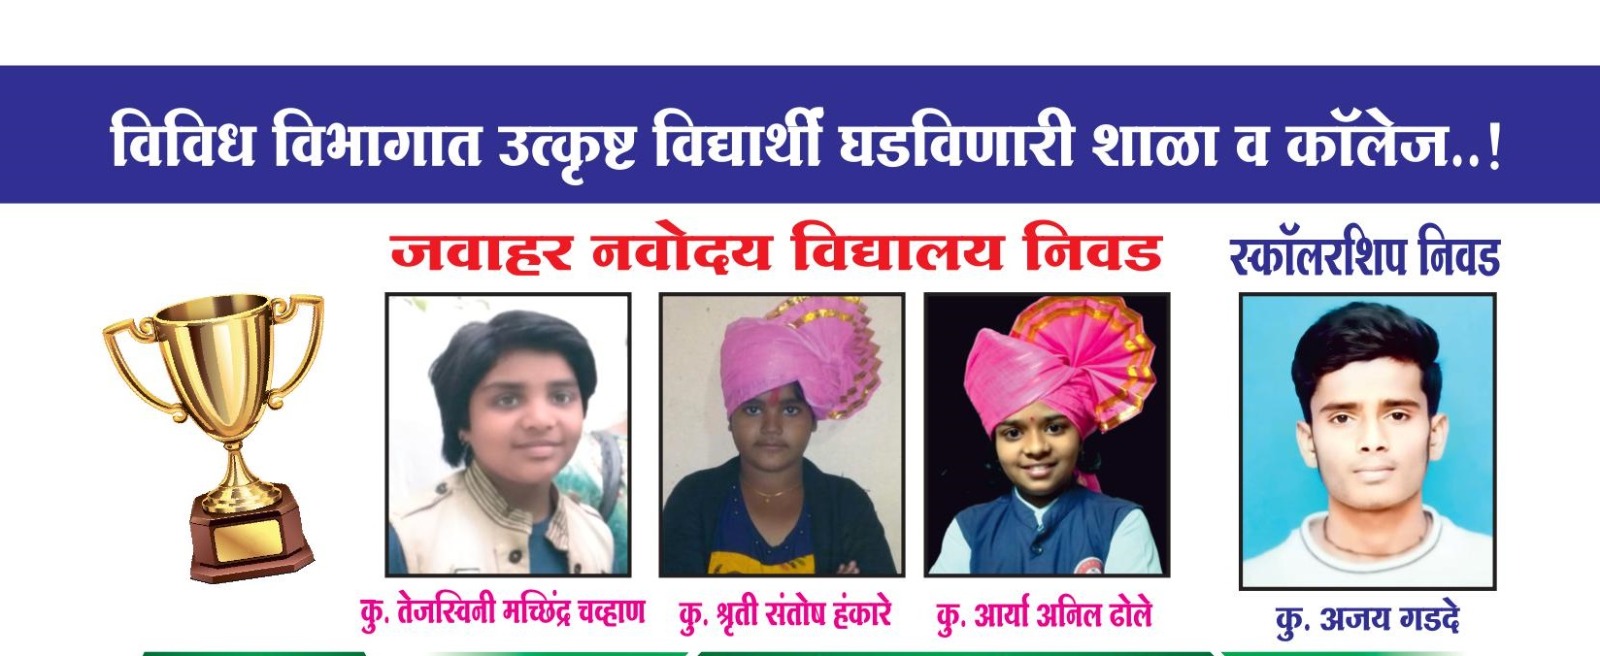 विविध विभागात उत्कृष्ट विद्यार्थी घडविणारी शाळा व कॉलेज..!
जवाहर नवोदय विद्यालय निवड
स्कॉलरशिप निवड
कु. तेजस्विनी मच्छिंद्र चव्हाण
कु. श्रृती संतोष हंकारे
कु. आर्या अनिल ढोले
कु. अजय गडदे